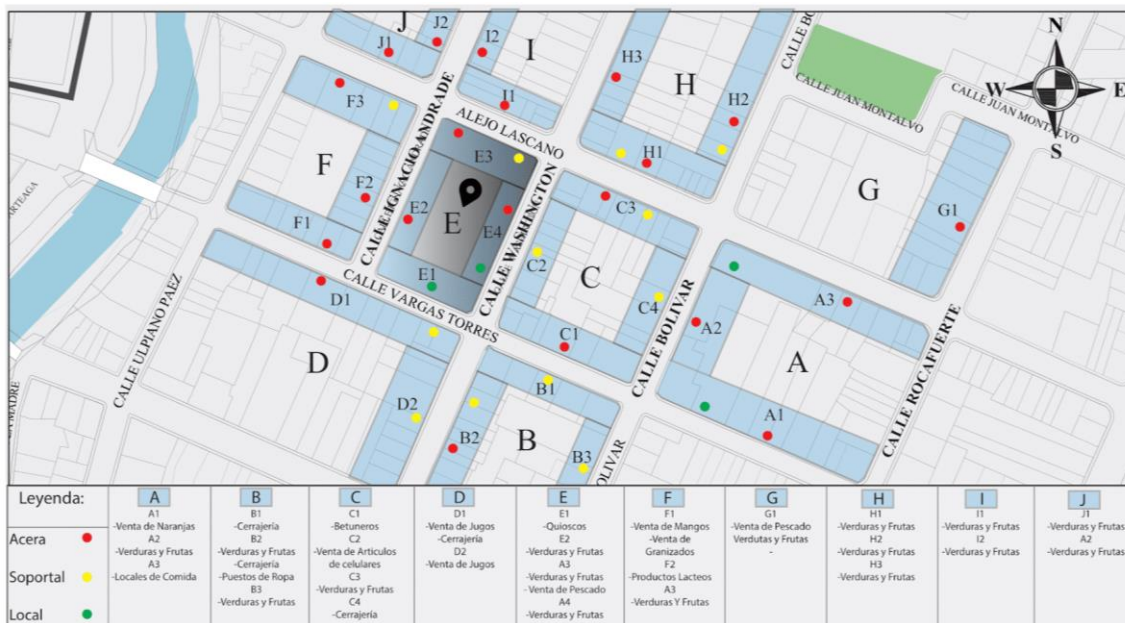 J
J2
J1
I2
I
I1
H3
H
H2
CALLE BO
CALLE JUAN MONTALVO
CALLE JUAN MONTALVO
N
W
E
S
F3
F
F2
F1
CALLE IGNACIO ANDRADE
ALEJO LASCANO
E3
E2
E
E4
E1
CALLE WASHINGTON
H1
G
G1
C3
C2
C
C4
C1
CALLE VARGAS TORRES
CALLE BOLIVAR
A3
A2
A
A1
CALLE ROCAFUERTE
ARTEAGA
CALLE ULPIANO PAEZ
D1
D
D2
B1
B2
B
B3
OLIVAR
MADRE
Leyenda:
Acera
Soportal
Local
A
A1
-Venta de Naranjas
A2
-Verduras y Frutas
A3
-Locales de Comida
B
B1
-Cerrajería
B2
-Verduras y Frutas
-Cerrajería
-Puestos de Ropa
B3
-Verduras y Frutas
C
C1
-Betuneros
C2
-Venta de Artículos
de celulares
C3
-Verduras y Frutas
C4
-Cerrajería
D
D1
-Venta de Jugos
-Cerrajería
D2
-Venta de Jugos
E
E1
-Quioscos
E2
-Verduras y Frutas
A3
-Verduras y Frutas
-Venta de Pescado
A4
-Verduras y Frutas
F
F1
-Venta de Mangos
-Venta de
Granizados
F2
-Productos Lacteos
A3
-Verduras Y Frutas
G
G1
-Venta de Pescado
Verdutas y Frutas
-
H
H1
-Verduras y Frutas
H2
-Verduras y Frutas
H3
-Verduras y Frutas
I
I1
-Verduras y Frutas
I2
-Verduras y Frutas
J
J1
-Verduras y Frutas
A2
-Verduras y Frutas